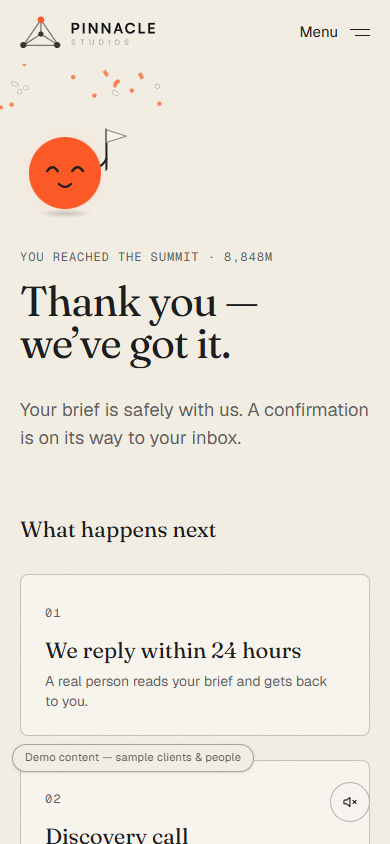 PINNACLE
STUDIOS
Menu
YOU REACHED THE SUMMIT · 8,848M
Thank you —
we’ve got it.
Your brief is safely with us. A confirmation
is on its way to your inbox.
What happens next
01
We reply within 24 hours
A real person reads your brief and gets back
to you.
Demo content — sample clients & people
02
Discovery call